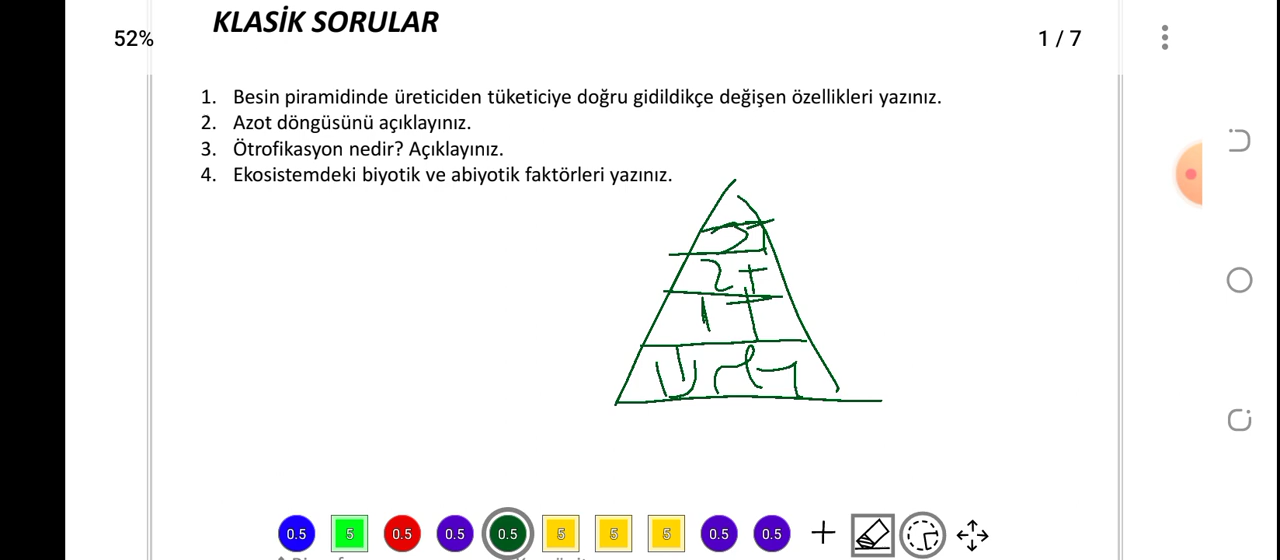 KLASİK SORULAR
52%
1 / 7
1. Besin piramidinde üreticiden tüketiciye doğru gidildikçe değişen özellikleri yazınız.
2. Azot döngüsünü açıklayınız.
3. Ötrofikasyon nedir? Açıklayınız.
4. Ekosistemdeki biyotik ve abiyotik faktörleri yazınız.
2 t
1 t
0.5 5 0.5 0.5 0.5 5 5 5 0.5 0.5